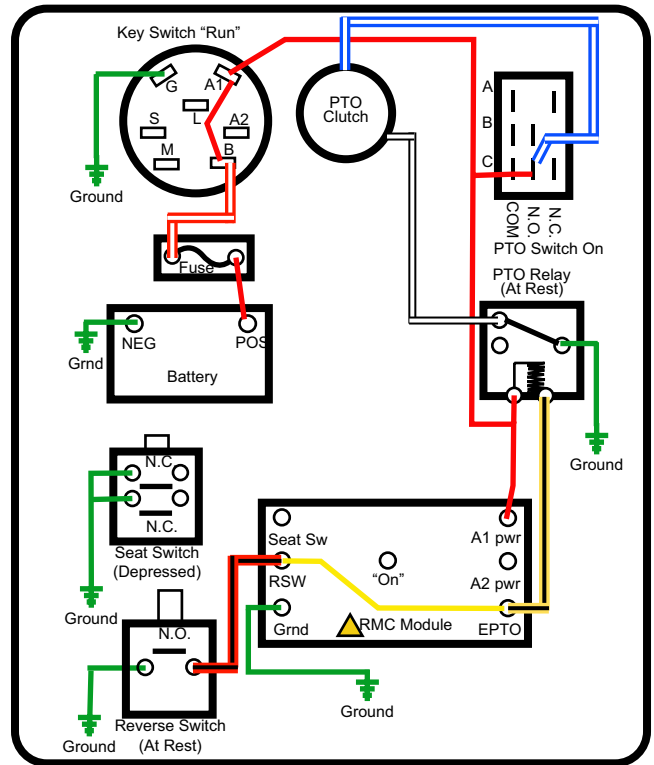 Key Switch “Run”
G
A1
L
S
A2
M
B
Ground
PTO
Clutch
A
B
C
COM
N.O.
N.C.
PTO Switch On
PTO Relay
(At Rest)
Fuse
Grnd
NEG
POS
Battery
Ground
N.C.
N.C.
Seat Switch
(Depressed)
Ground
Seat Sw
A1 pwr
RSW
“On”
A2 pwr
Grnd
RMC Module
EPTO
N.O.
Ground
Reverse Switch
(At Rest)
Ground